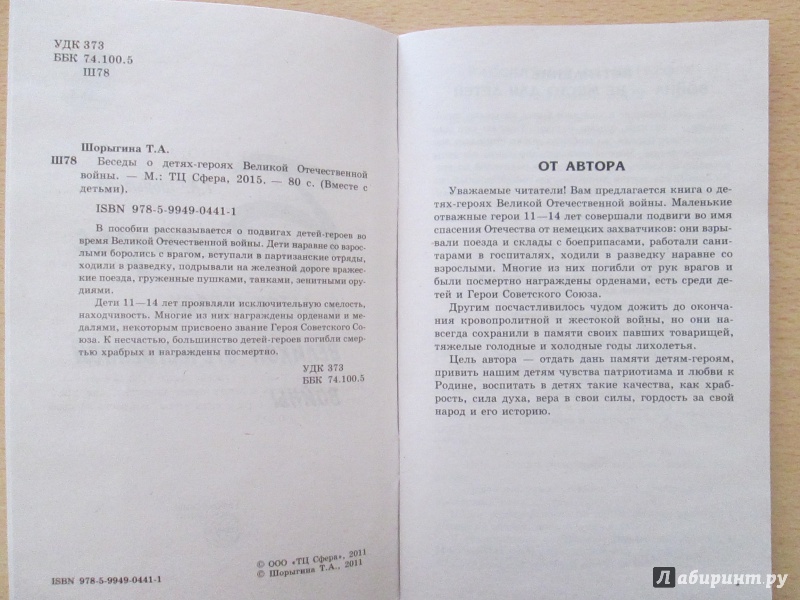 УДК 373
ББК 74.100.5
Ш78
Шорыгина Т.А.
Ш78 Беседы о детях-героях Великой Отечественной
войны. — М.: ТЦ Сфера, 2015. — 80 с. (Вместе с
детьми).
ISBN 978-5-9949-0441-1
В пособии рассказывается о подвигах детей-героев во
время Великой Отечественной войны. Дети наравне со взрос-
лыми боролись с врагом, вступали в партизанские отряды,
ходили в разведку, подрывали на железной дороге вражес-
кие поезда, груженные пушками, танками, зенитными ору-
диями.
Дети 11—14 лет проявляли исключительную смелость,
находчивость. Многие из них награждены орденами и ме-
далями, некоторым присвоено звание Героя Советского Со-
юза. К несчастью, большинство детей-героев погибли смер-
тью храбрых и награждены посмертно.
УДК 373
ББК 74.100.5
© ООО «ТЦ Сфера», 2011
ISBN 978-5-9949-0441-1
© Шорыгина Т.А., 2011
ОТ АВТОРА
Уважаемые читатели! Вам предлагается книга о де-
тях-героях Великой Отечественной войны. Маленькие
отважные герои 11—14 лет совершали подвиги во имя
спасения Отечества от немецких захватчиков: они взры-
вали поезда и склады с боеприпасами, работали сани-
тарами в госпиталях, ходили в разведку наравне со
взрослыми. Многие из них погибли от рук врагов и
были посмертно награждены орденами, есть среди де-
тей и Герои Советского Союза.
Другим посчастливилось чудом дожить до оконча-
ния кровопролитной и жестокой войны, но они на-
всегда сохранили в памяти своих павших товарищей,
тяжелые голодные и холодные годы лихолетья.
Цель автора — отдать дань памяти детям-героям,
привить нашим детям чувства патриотизма и любви к
Родине, воспитать в детях такие качества, как храб-
рость, сила духа, вера в свои силы, гордость за свой
народ и его историю.
Лабиринт.ру